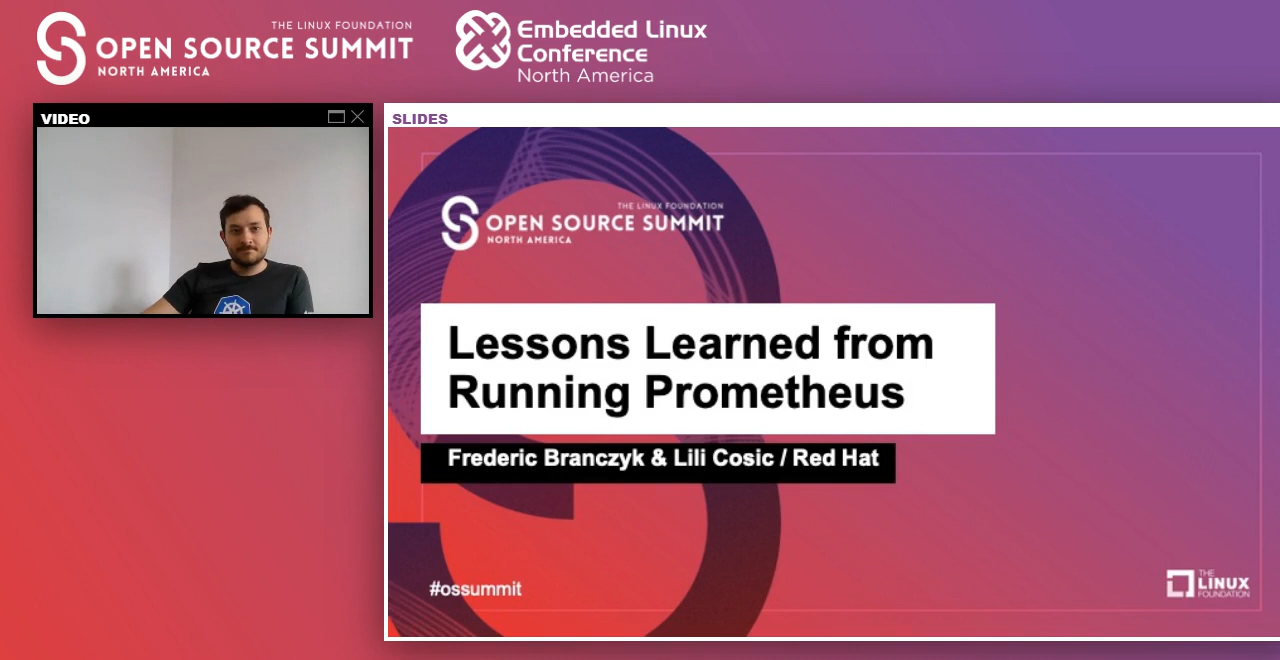 THE LINUX FOUNDATION
OPEN SOURCE SUMMIT
NORTH AMERICA
Embedded Linux
Conference
North America
VIDEO
SLIDES
THE LINUX FOUNDATION
OPEN SOURCE SUMMIT
NORTH AMERICA
Lessons Learned from
Running Prometheus
Frederic Branczyk & Lili Cosic / Red Hat
#ossummit
THE
LINUX
FOUNDATION